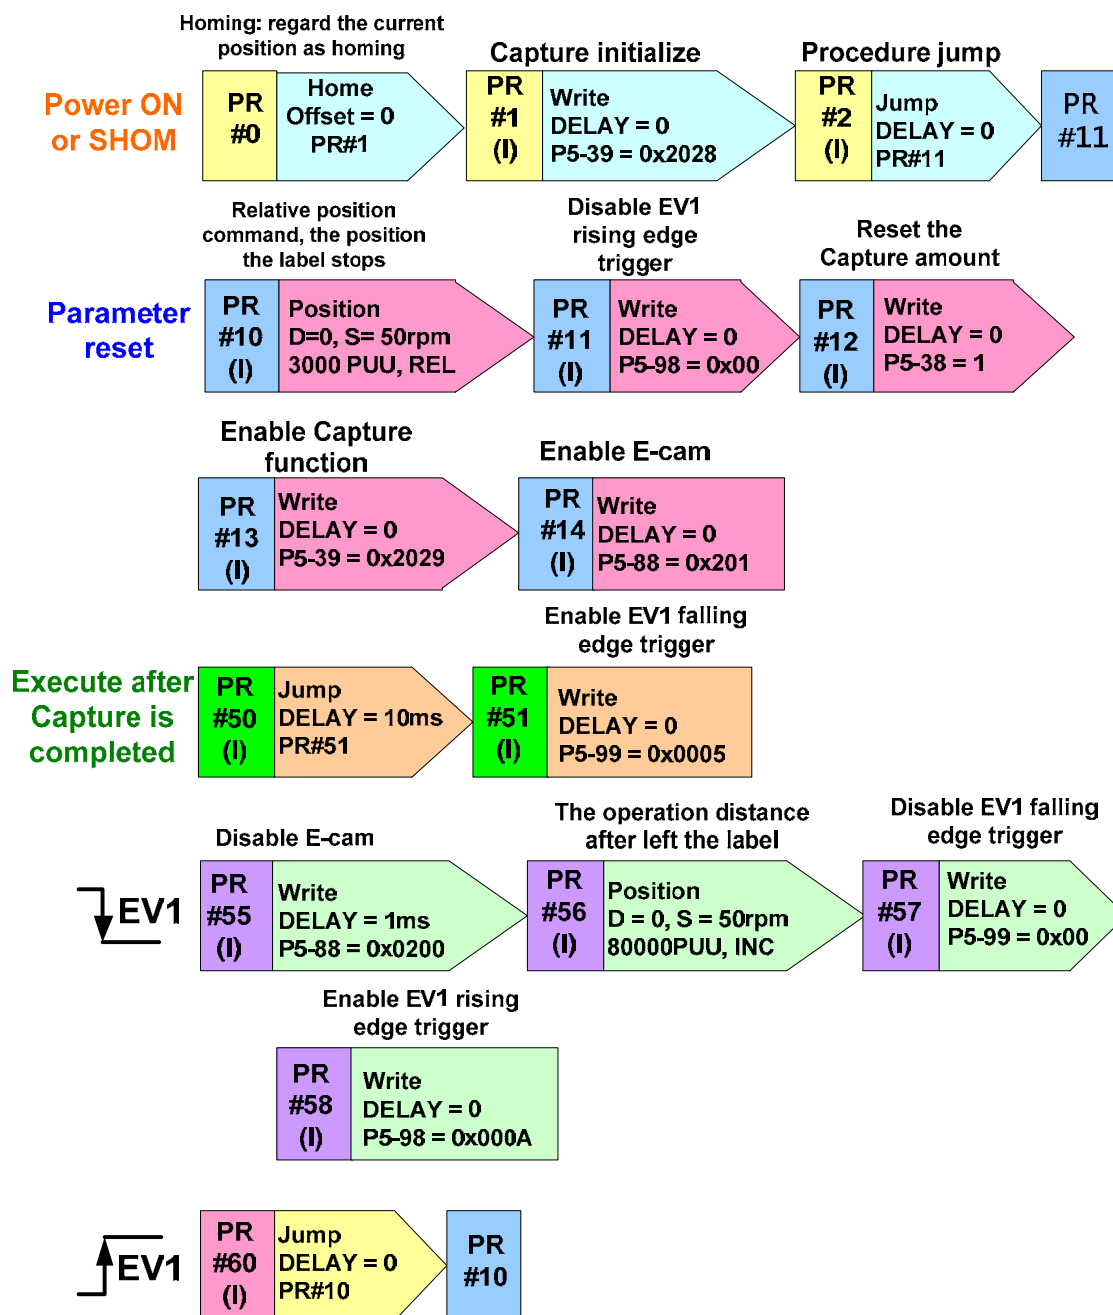 Homing: regard the current
position as homing
Capture initialize
Procedure jump
Power ON
or SHOM
PR
#0
Home
Offset = 0
PR#1
PR
#1
(I)
Write
DELAY = 0
P5-39 = 0x2028
PR
#2
(I)
Jump
DELAY = 0
PR#11
PR
#11
Relative position
command, the position
the label stops
Disable EV1
rising edge
trigger
Reset the
Capture amount
Parameter
reset
PR
#10
(I)
Position
D=0, S= 50rpm
3000 PUU, REL
PR
#11
(I)
Write
DELAY = 0
P5-98 = 0x00
PR
#12
(I)
Write
DELAY = 0
P5-38 = 1
Enable Capture
function
Enable E-cam
PR
#13
(I)
Write
DELAY = 0
P5-39 = 0x2029
PR
#14
(I)
Write
DELAY = 0
P5-88 = 0x201
Enable EV1 falling
edge trigger
Execute after
Capture is
completed
PR
#50
(I)
Jump
DELAY = 10ms
PR#51
PR
#51
(I)
Write
DELAY = 0
P5-99 = 0x0005
Disable E-cam
The operation distance
after left the label
Disable EV1 falling
edge trigger
EV1
PR
#55
(I)
Write
DELAY = 1ms
P5-88 = 0x0200
PR
#56
(I)
Position
D = 0, S = 50rpm
80000PUU, INC
PR
#57
(I)
Write
DELAY = 0
P5-99 = 0x00
Enable EV1 rising
edge trigger
PR
#58
(I)
Write
DELAY = 0
P5-98 = 0x000A
EV1
PR
#60
(I)
Jump
DELAY = 0
PR#10
PR
#10